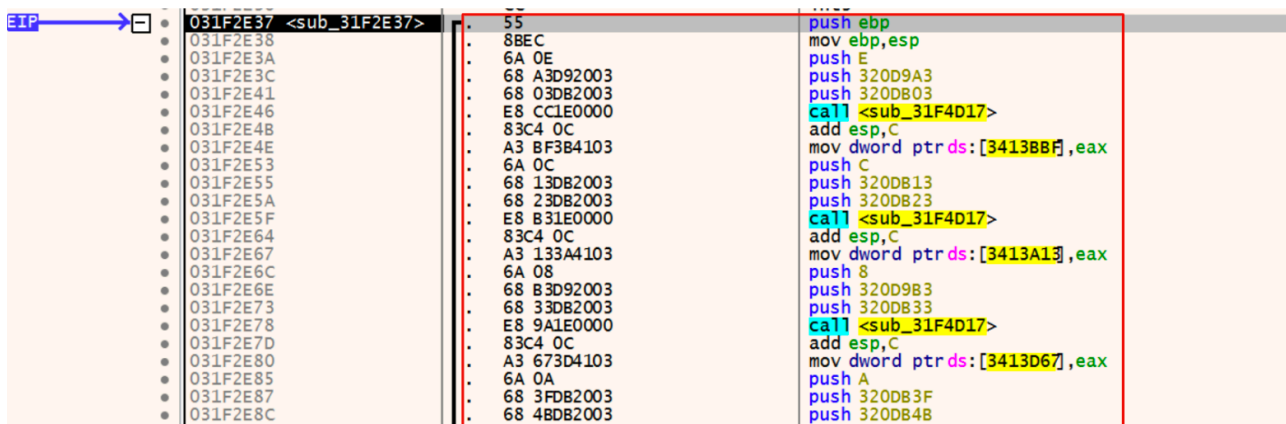 EIP 031F2E37 <sub_31F2E37> . 55 push ebp
031F2E38 . 8BEC mov ebp,esp
031F2E3A . 6A 0E push E
031F2E3C . 68 A3D92003 push 320D9A3
031F2E41 . 68 03DB2003 push 320DB03
031F2E46 . E8 CC1E0000 call <sub_31F4D17>
031F2E4B . 83C4 0C add esp,C
031F2E4E . A3 BF3B4103 mov dword ptr ds:[3413BBF],eax
031F2E53 . 6A 0C push C
031F2E55 . 68 13DB2003 push 320DB13
031F2E5A . 68 23DB2003 push 320DB23
031F2E5F . E8 B31E0000 call <sub_31F4D17>
031F2E64 . 83C4 0C add esp,C
031F2E67 . A3 133A4103 mov dword ptr ds:[3413A13],eax
031F2E6C . 6A 08 push 8
031F2E6E . 68 B3D92003 push 320D9B3
031F2E73 . 68 33DB2003 push 320DB33
031F2E78 . E8 9A1E0000 call <sub_31F4D17>
031F2E7D . 83C4 0C add esp,C
031F2E80 . A3 673D4103 mov dword ptr ds:[3413D67],eax
031F2E85 . 6A 0A push A
031F2E87 . 68 3FDB2003 push 320DB3F
031F2E8C . 68 4BDB2003 push 320DB4B